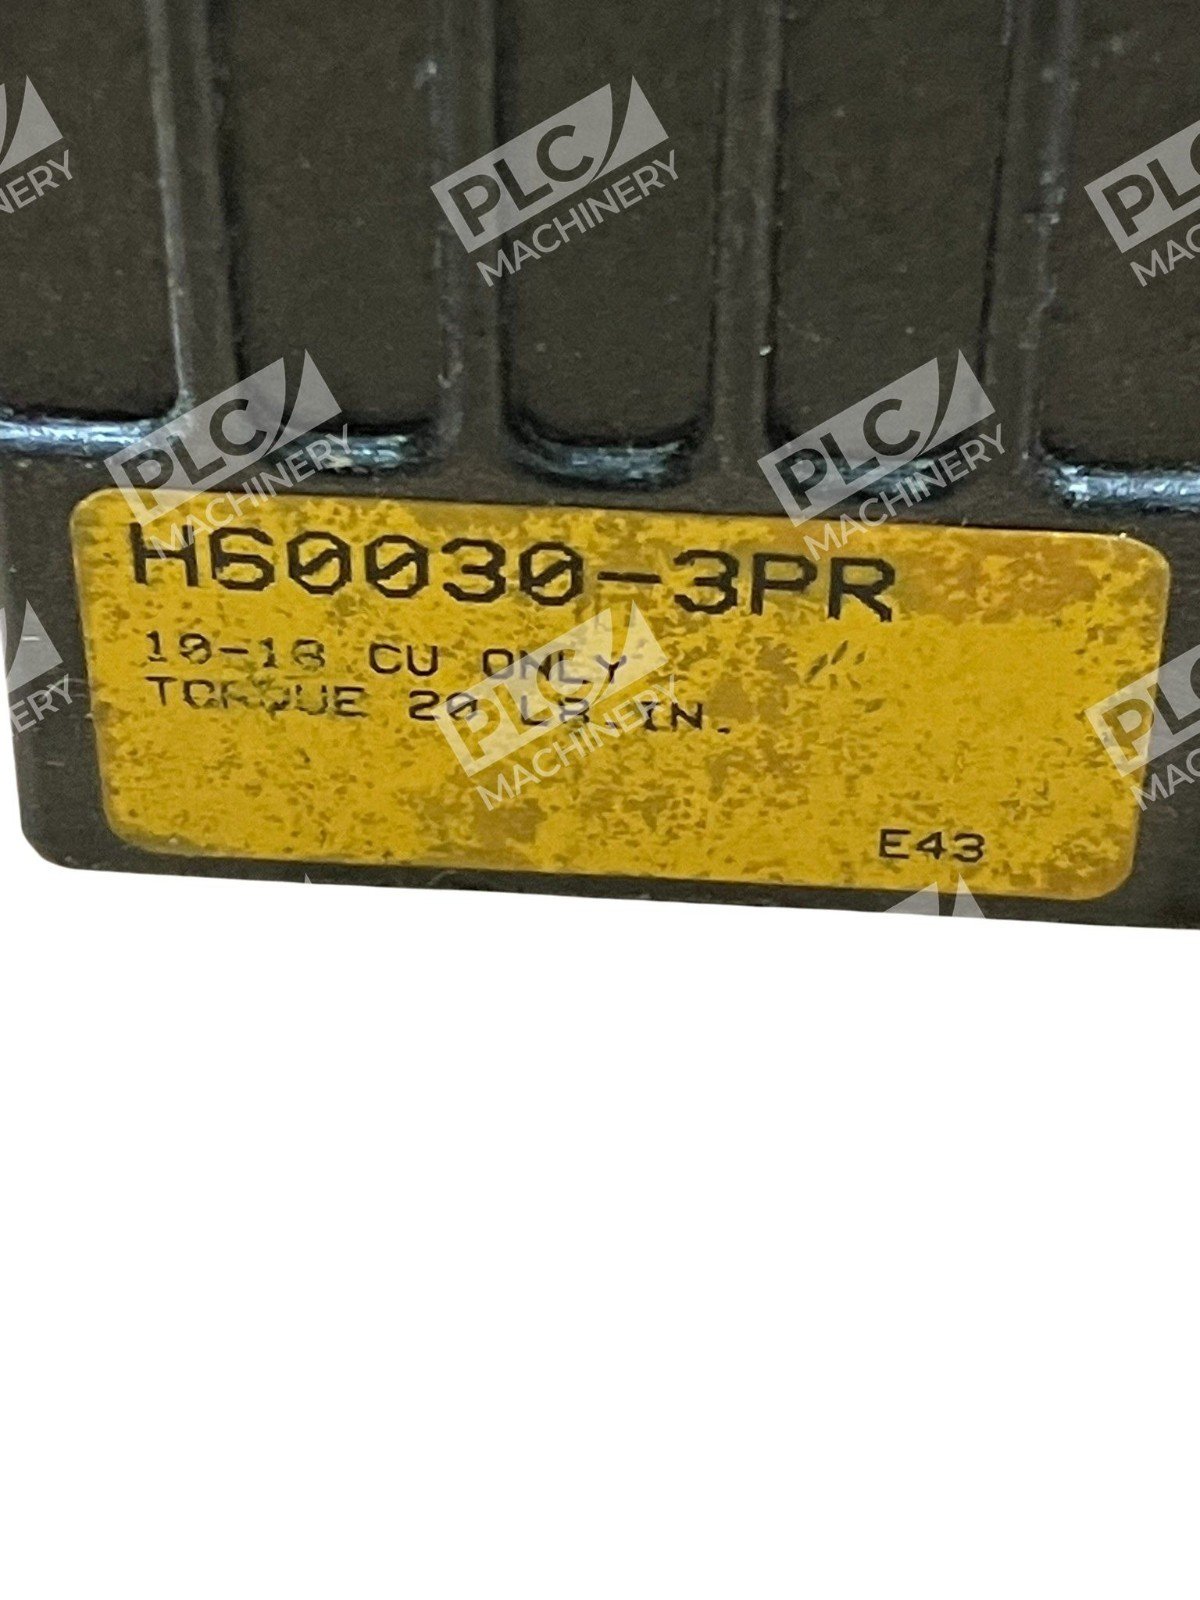 PLC
MACHINERY
H60030-3PR
10-18 CU ONLY
TORQUE 20 LB.IN.
E43